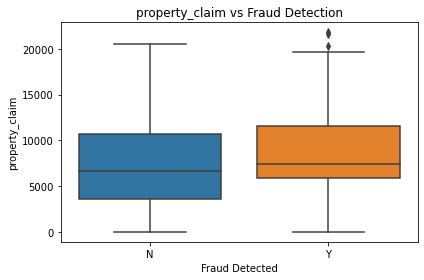 property_claim vs Fraud Detection
20000
15000
10000
5000
0
property_claim
N
Y
Fraud Detected